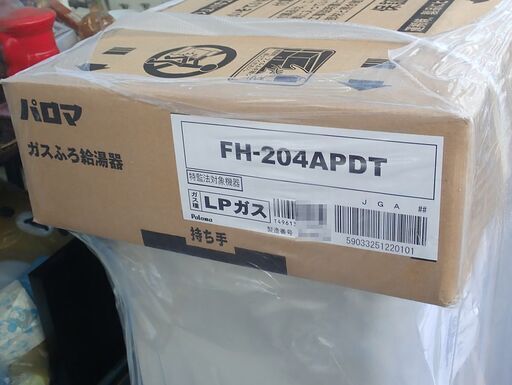 パロマ
ガスふろ給湯器
FH-204APDT
特監法対象機器
ガス種
LPガス
JGA ##
Paloma
製造番号
59033251220101
持ち手